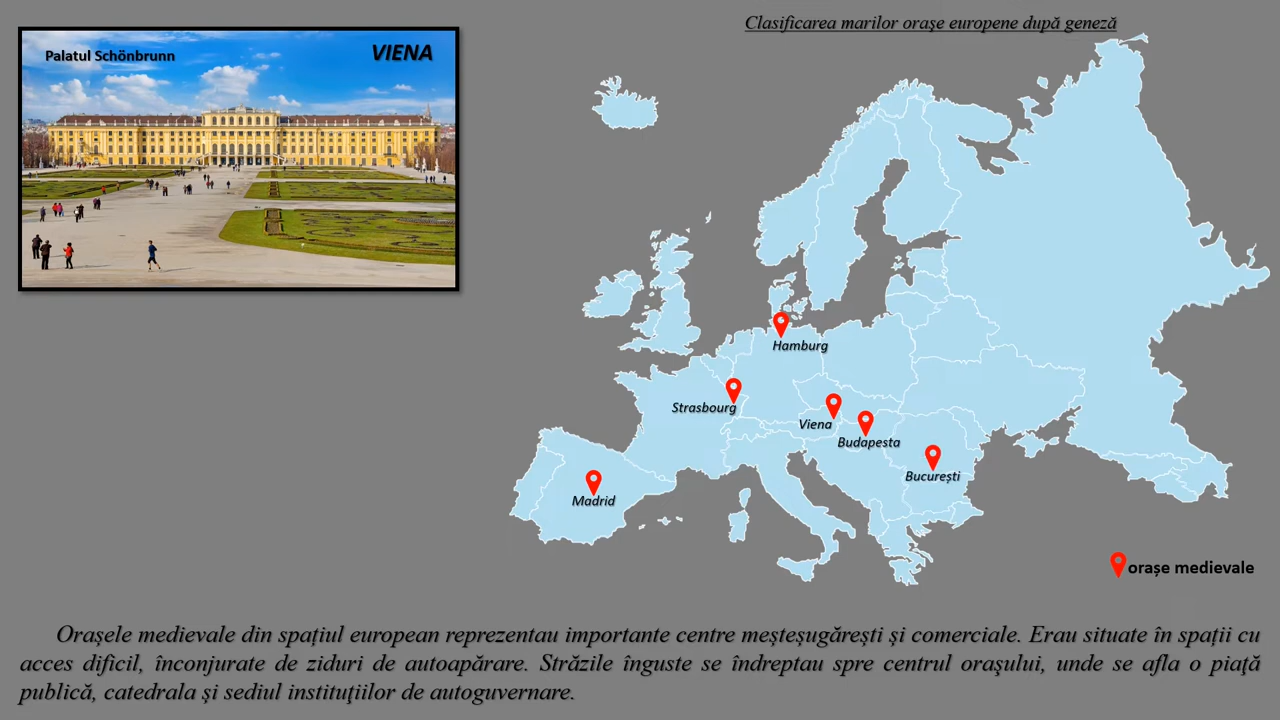 Clasificarea marilor orașe europene după geneză
Palatul Schönbrunn
VIENA
Hamburg
Strasbourg
Viena
Budapesta
București
Madrid
orașe medievale
Orașele medievale din spațiul european reprezentau importante centre meșteșugărești și comerciale. Erau situate în spații cu
acces dificil, înconjurate de ziduri de autoapărare. Străzile înguste se îndreptau spre centrul orașului, unde se afla o piaţă
publică, catedrala și sediul instituţiilor de autoguvernare.